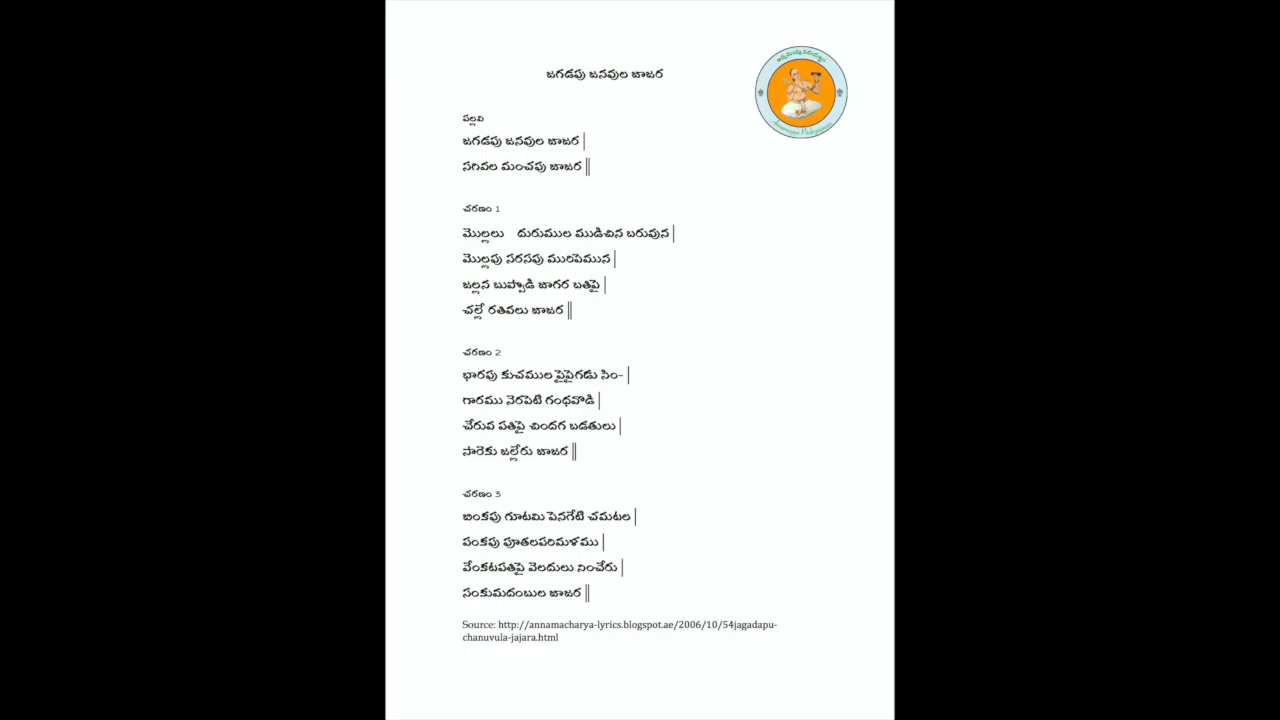 జగడపు జనవుల జాజర
పల్లవి
జగడపు జనవుల జాజర |
సగివల మంచపు జాజర ||
చరణం 1
మొల్లలు దురుముల ముడిచిన బరువున |
మొల్లపు సరసపు మురిపెమున |
జల్లన బుప్పొడి జాగర బతిపై |
చల్లే రతివలు జాజర ||
చరణం 2
భారపు కుచముల పైపైగడు సిం- |
గారము నెరపెటి గంధవొడి |
చేరువ పతిపై చిందగ బడతులు |
సారెకు జల్లేరు జాజర ||
చరణం 3
బింకపు గూటమి పెనగేటి చమటల |
పంకపు పూతలపరిమళము |
వేంకటపతిపై వెలదులు నించేరు |
సంకుమదంబుల జాజర ||
Source: http://annamacharya-lyrics.blogspot.ae/2006/10/54jagadapu-
chanuvula-jajara.html